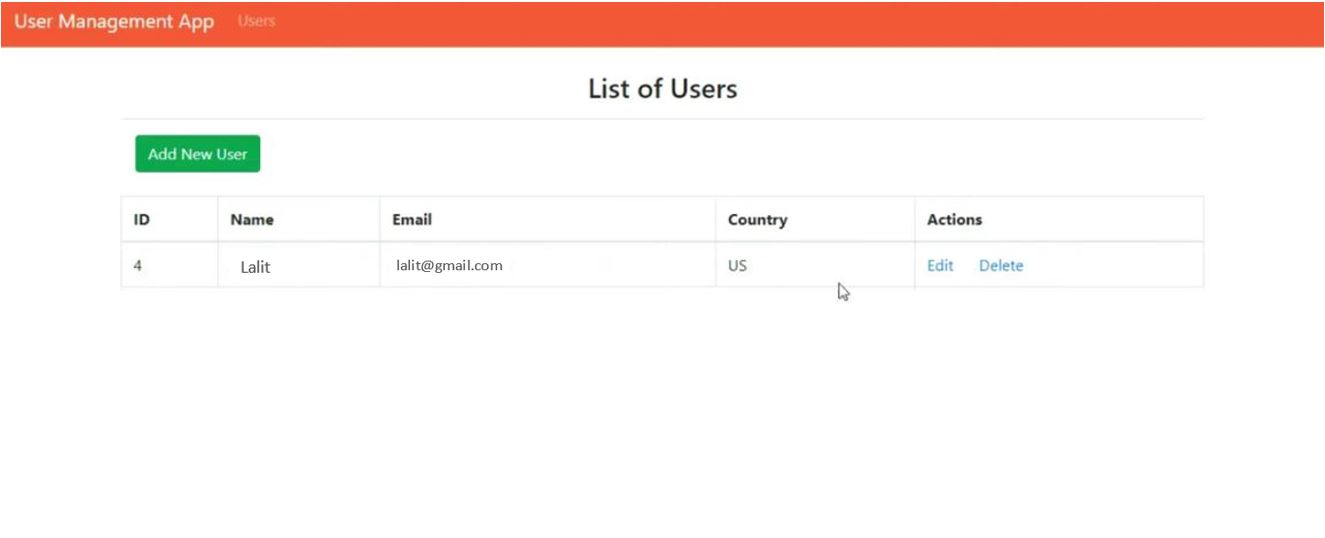 User Management App Users
List of Users
Add New User
ID Name Email Country Actions
4 Lalit lalit@gmail.com US Edit Delete